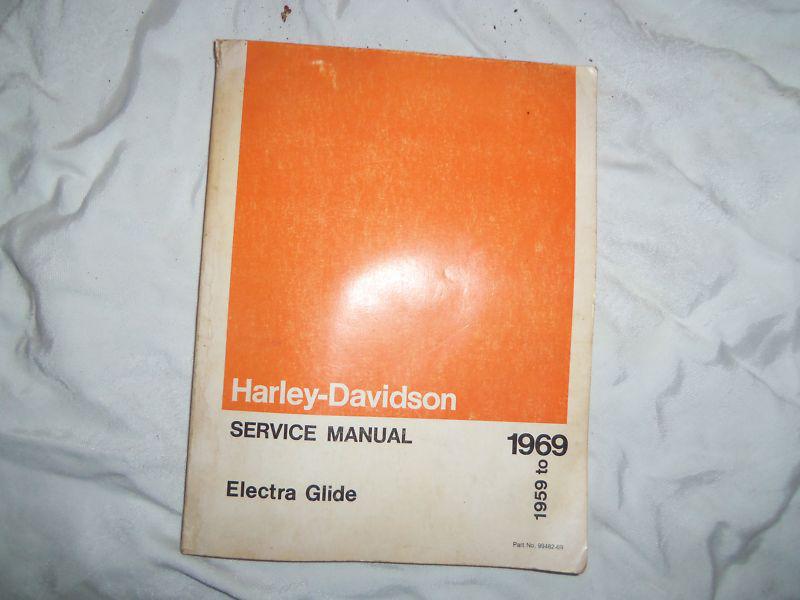 Harley-Davidson
SERVICE MANUAL
Electra Glide
1959 to
1969
Part No. 99482-69